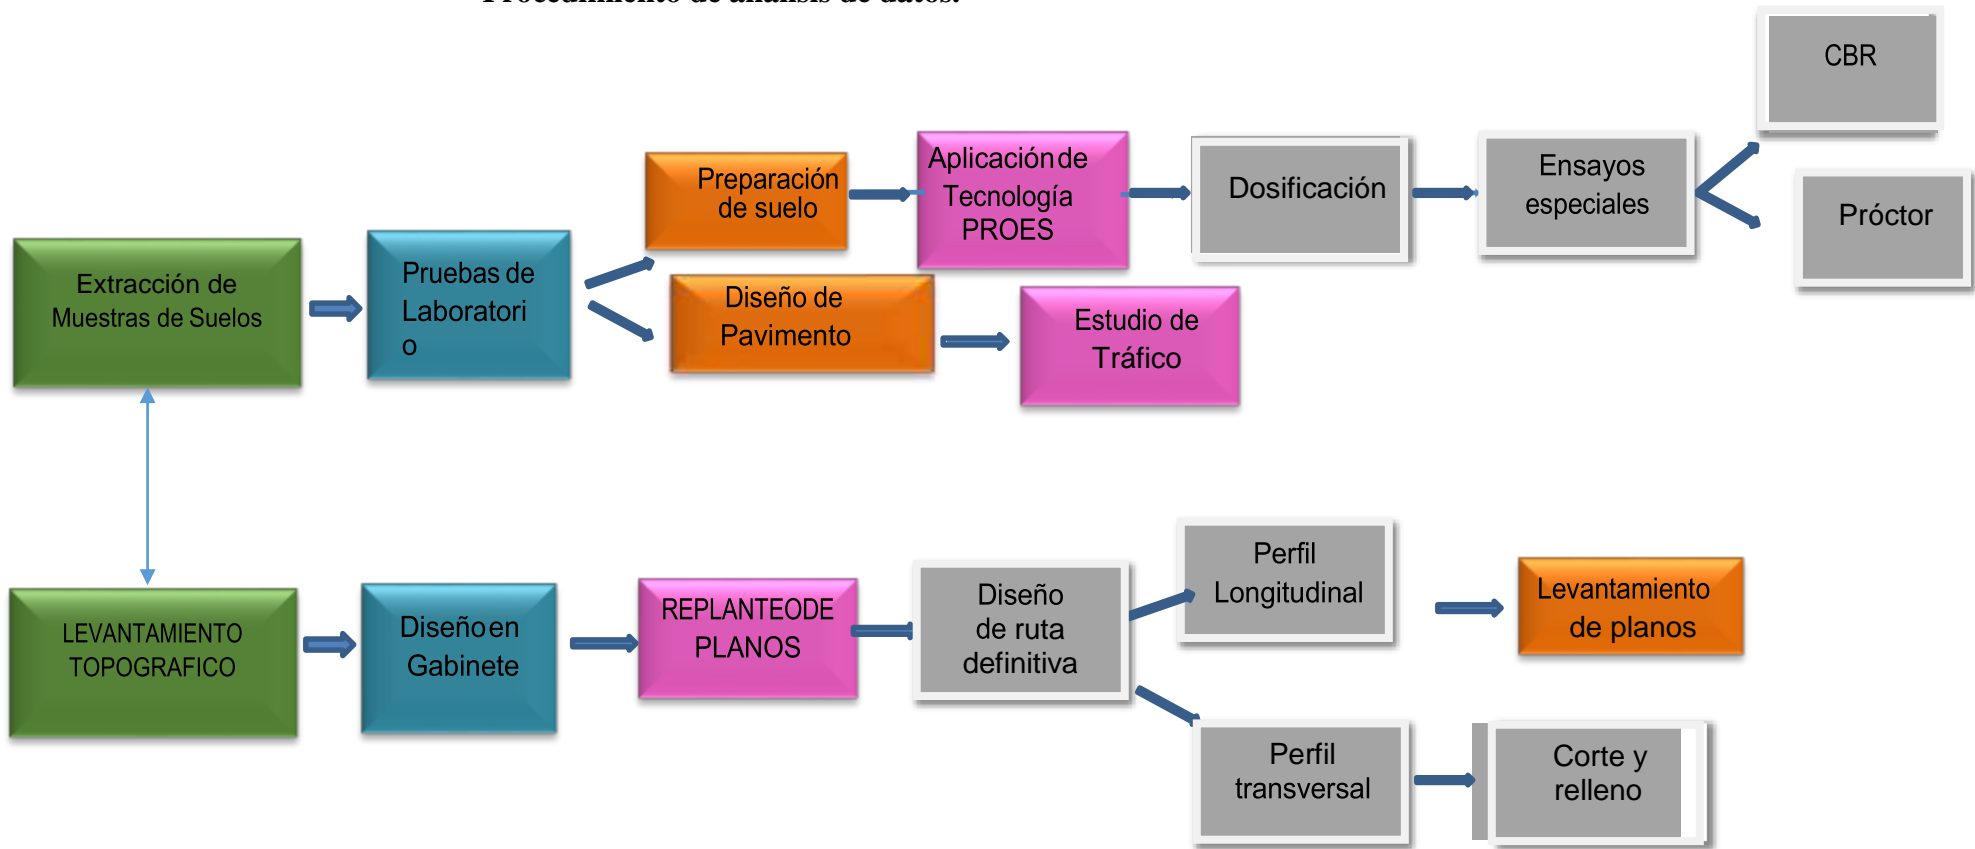 Procedimiento de análisis de datos.
CBR
Ensayos
especiales
Próctor
Dosificación
Aplicación de
Tecnología
PROES
Preparación
de suelo
Extracción de
Muestras de Suelos
Pruebas de
Laboratori
o
Diseño de
Pavimento
Estudio de
Tráfico
LEVANTAMIENTO
TOPOGRAFICO
Diseño en
Gabinete
REPLANTEODE
PLANOS
Diseño
de ruta
definitiva
Perfil
Longitudinal
Levantamiento
de planos
Perfil
transversal
Corte y
relleno